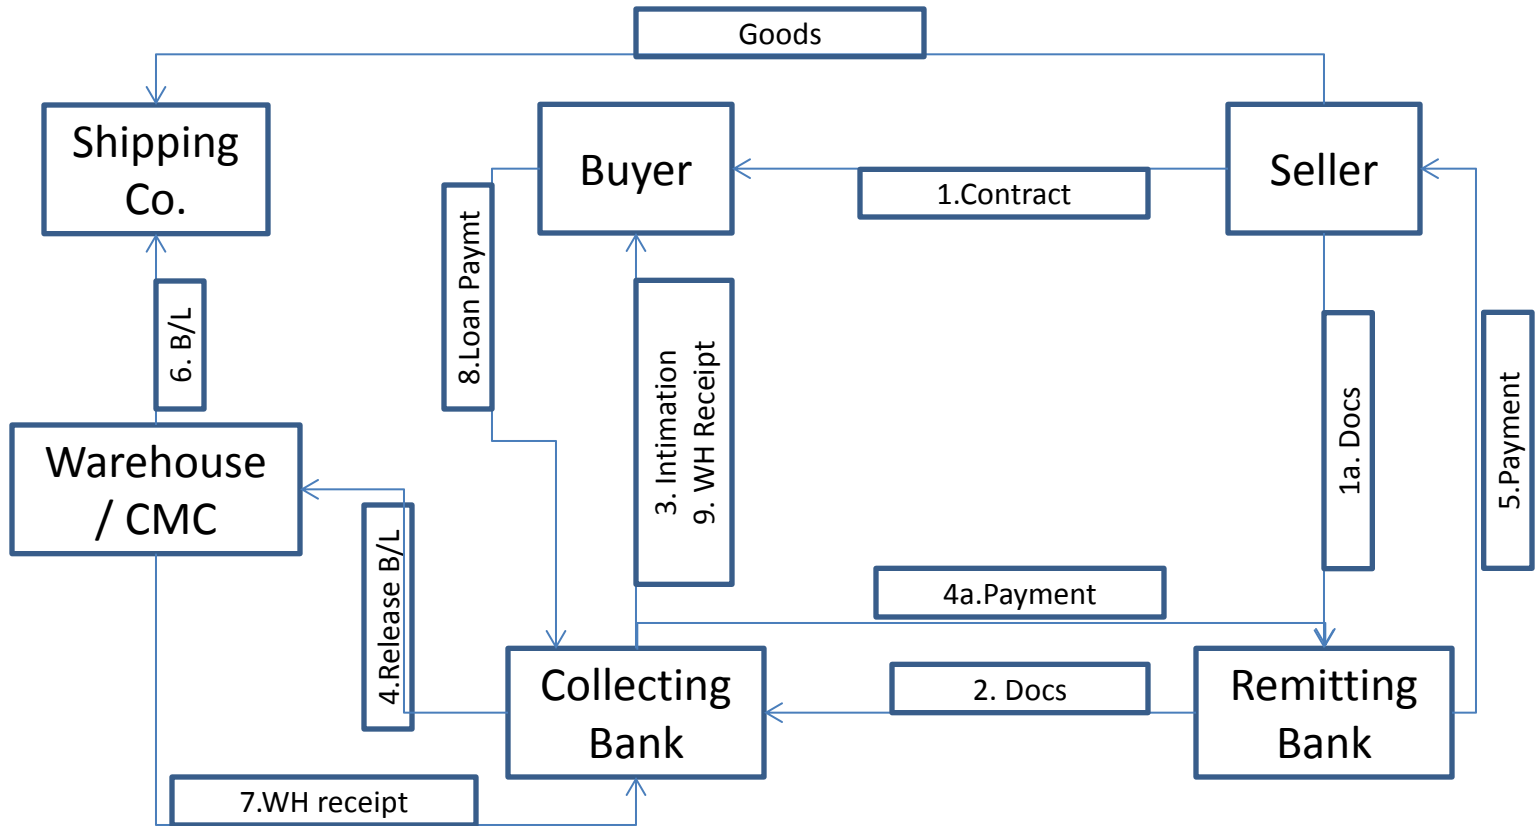 Goods
Shipping
Co.
Buyer
Seller
1.Contract
8.Loan Paymt
6. B/L
3. Intimation
9. WH Receipt
1a. Docs
5.Payment
Warehouse
/ CMC
4.Release B/L
4a.Payment
Collecting
Bank
2. Docs
Remitting
Bank
7.WH receipt